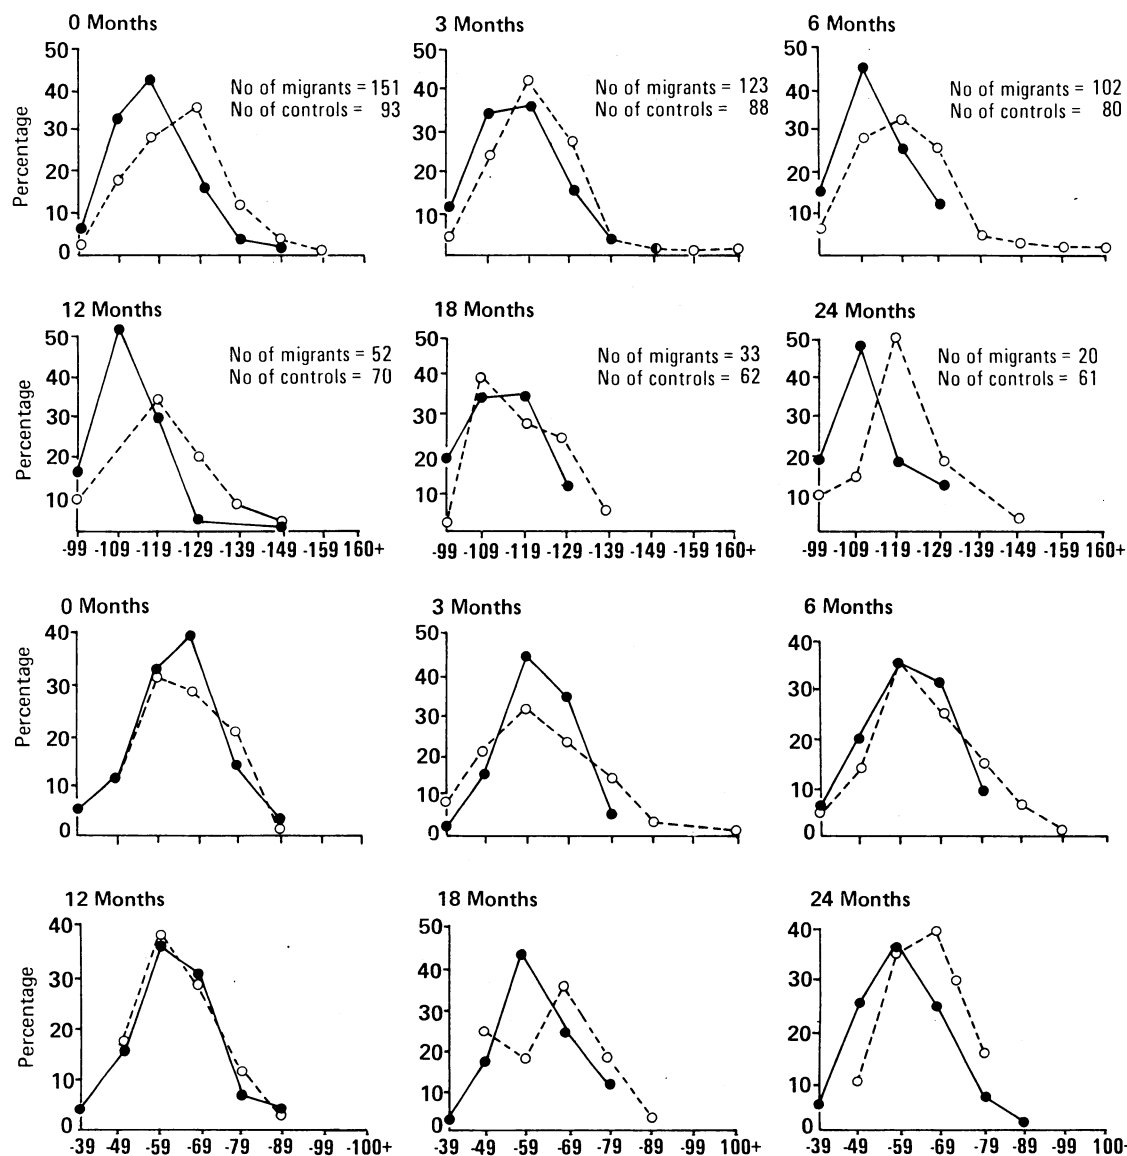 0 Months
3 Months
6 Months
Percentage
50
40
30
20
10
0
No of migrants = 151
No of controls = 93
50
40
30
20
10
No of migrants = 123
No of controls = 88
50
40
30
20
10
No of migrants = 102
No of controls = 80
12 Months
18 Months
24 Months
Percentage
50
40
30
20
10
No of migrants = 52
No of controls = 70
50
40
30
20
10
No of migrants = 33
No of controls = 62
50
40
30
20
10
No of migrants = 20
No of controls = 61
-99 -109 -119 -129 -139 -149 -159 160+
-99 -109 -119 -129 -139 -149 -159 160+
-99 -109 -119 -129 -139 -149 -159 160+
0 Months
3 Months
6 Months
Percentage
40
30
20
10
0
50
40
30
20
10
0
40
30
20
10
0
12 Months
18 Months
24 Months
Percentage
40
30
20
10
0
50
40
30
20
10
0
40
30
20
10
0
-39 -49 -59 -69 -79 -89 -99 -100+
-39 -49 -59 -69 -79 -89 -99 100+
-39 -49 -59 -69 -79 -89 -99 100-